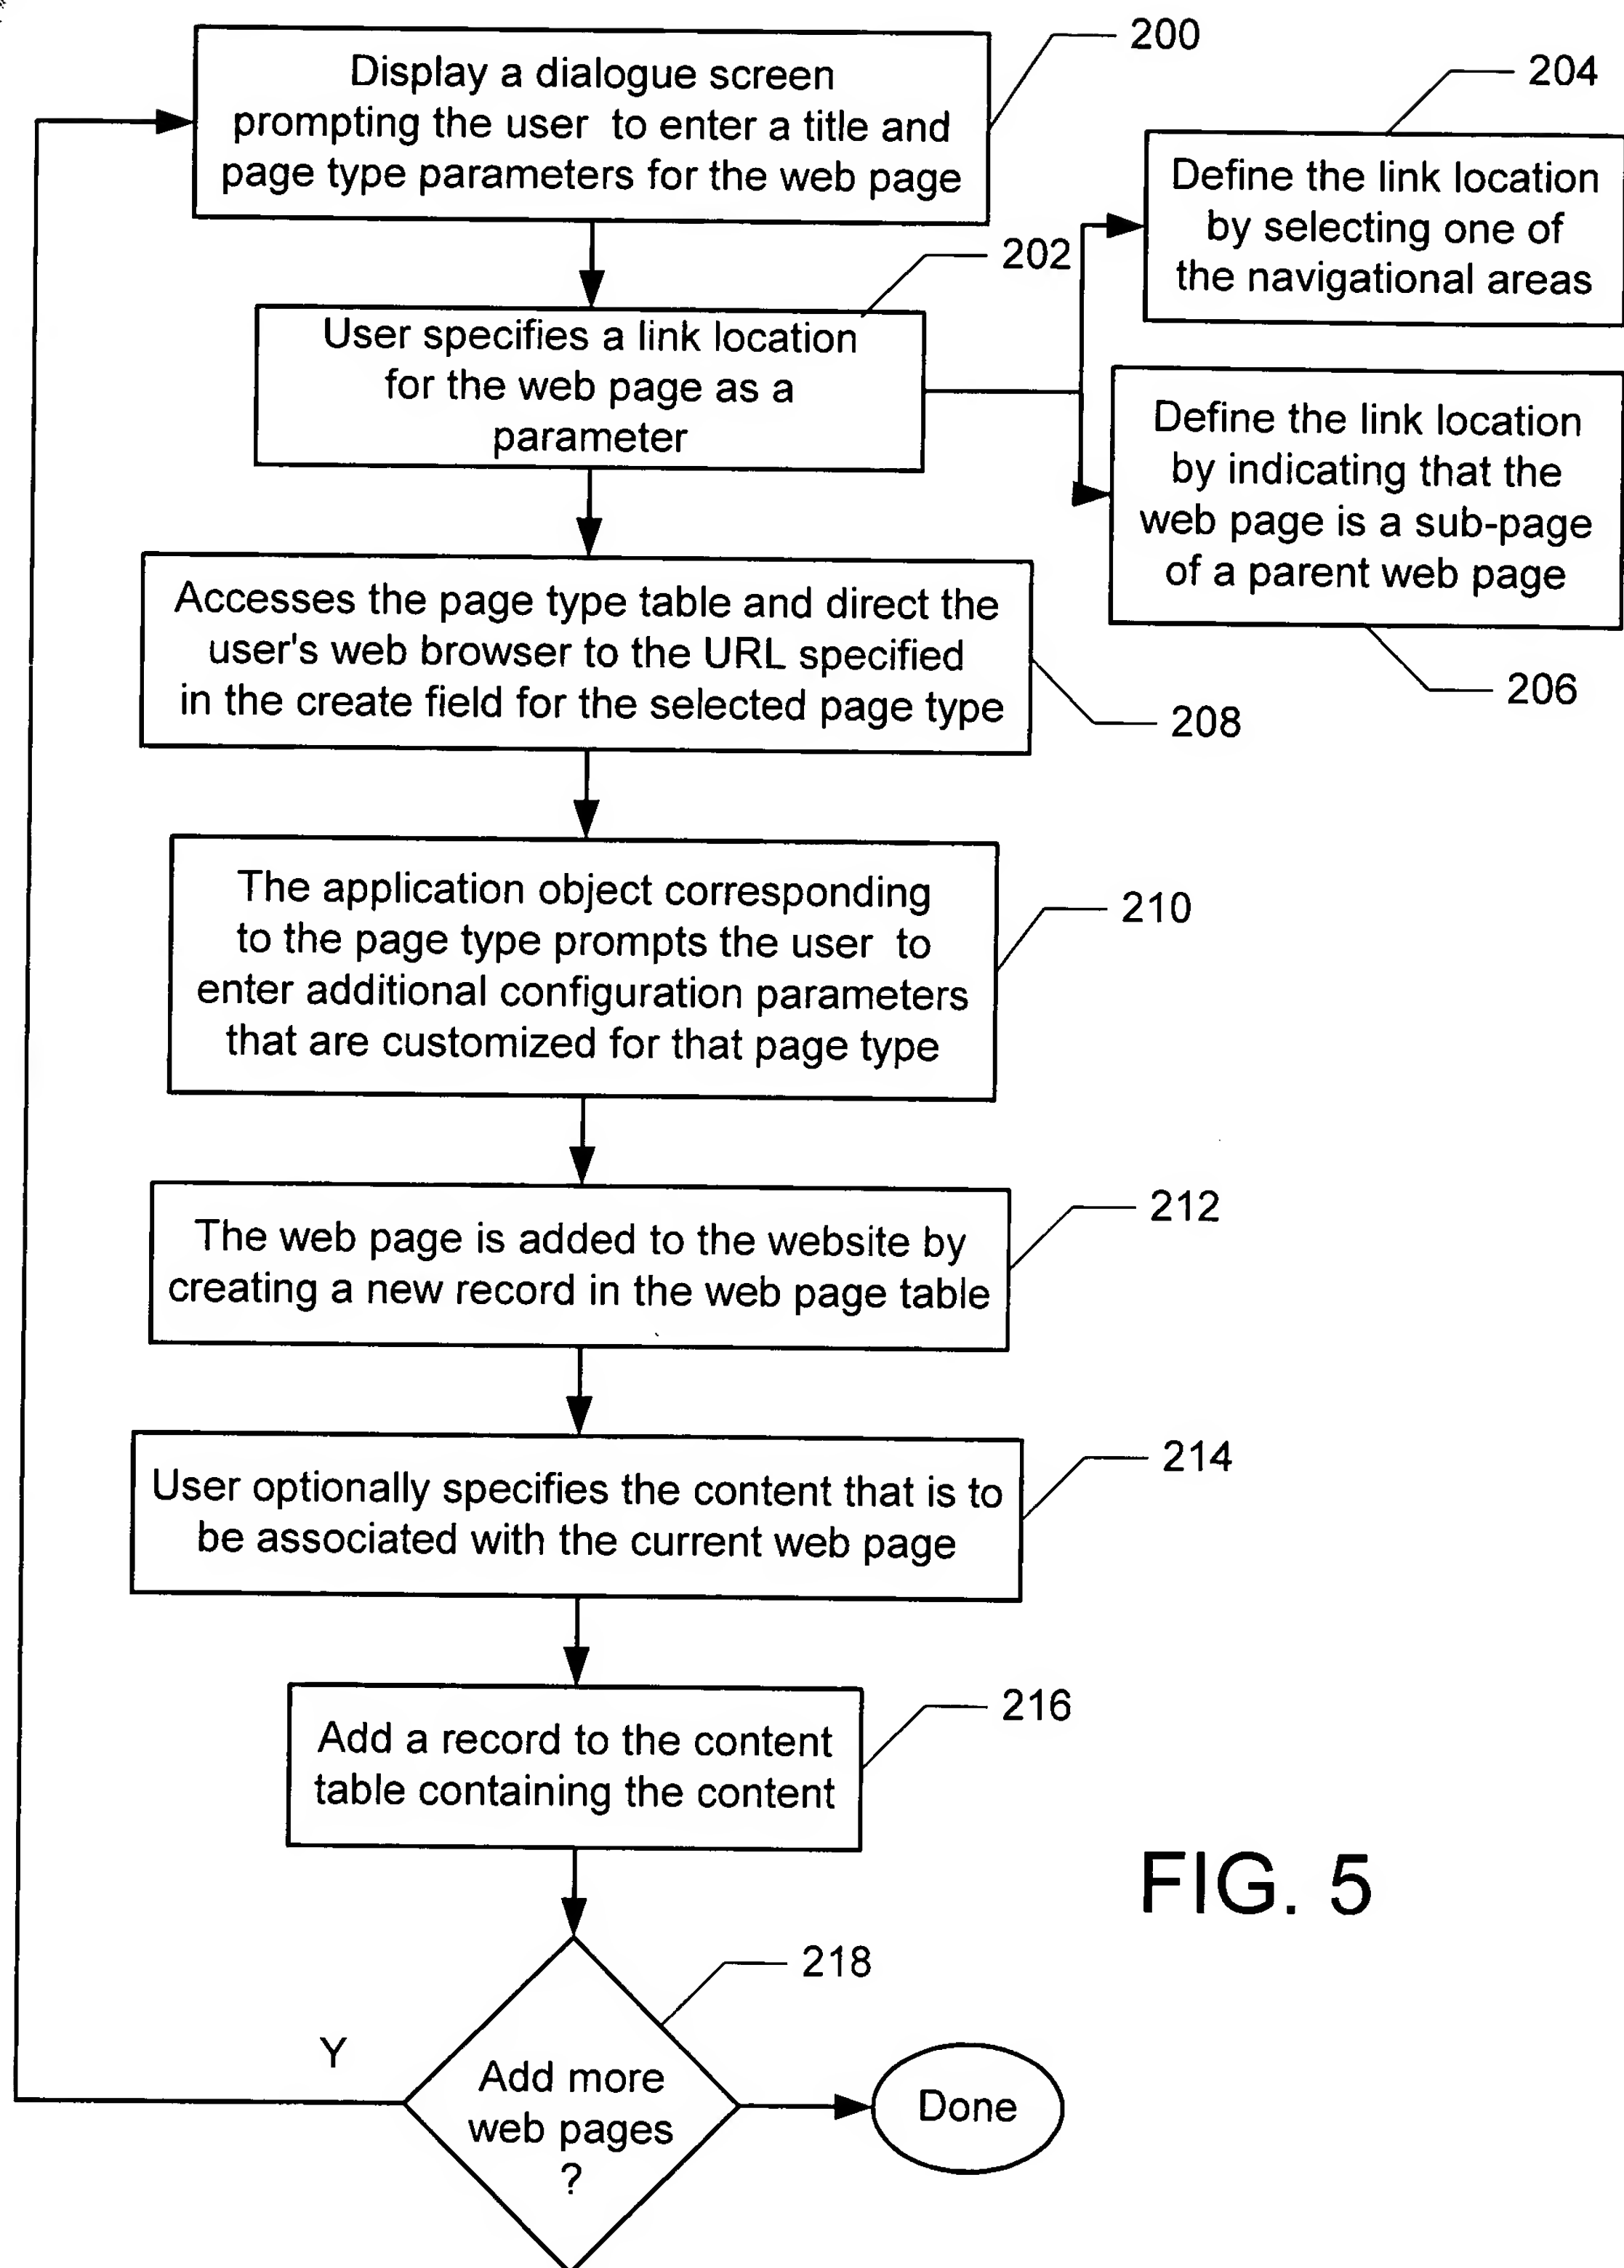 200
Display a dialogue screen
prompting the user to enter a title and
page type parameters for the web page
204
Define the link location
by selecting one of
the navigational areas
202
User specifies a link location
for the web page as a
parameter
Define the link location
by indicating that the
web page is a sub-page
of a parent web page
206
Accesses the page type table and direct the
user's web browser to the URL specified
in the create field for the selected page type
208
The application object corresponding
to the page type prompts the user to
enter additional configuration parameters
that are customized for that page type
210
The web page is added to the website by
creating a new record in the web page table
212
User optionally specifies the content that is to
be associated with the current web page
214
Add a record to the content
table containing the content
216
FIG. 5
218
Y
Add more
web pages
?
Done